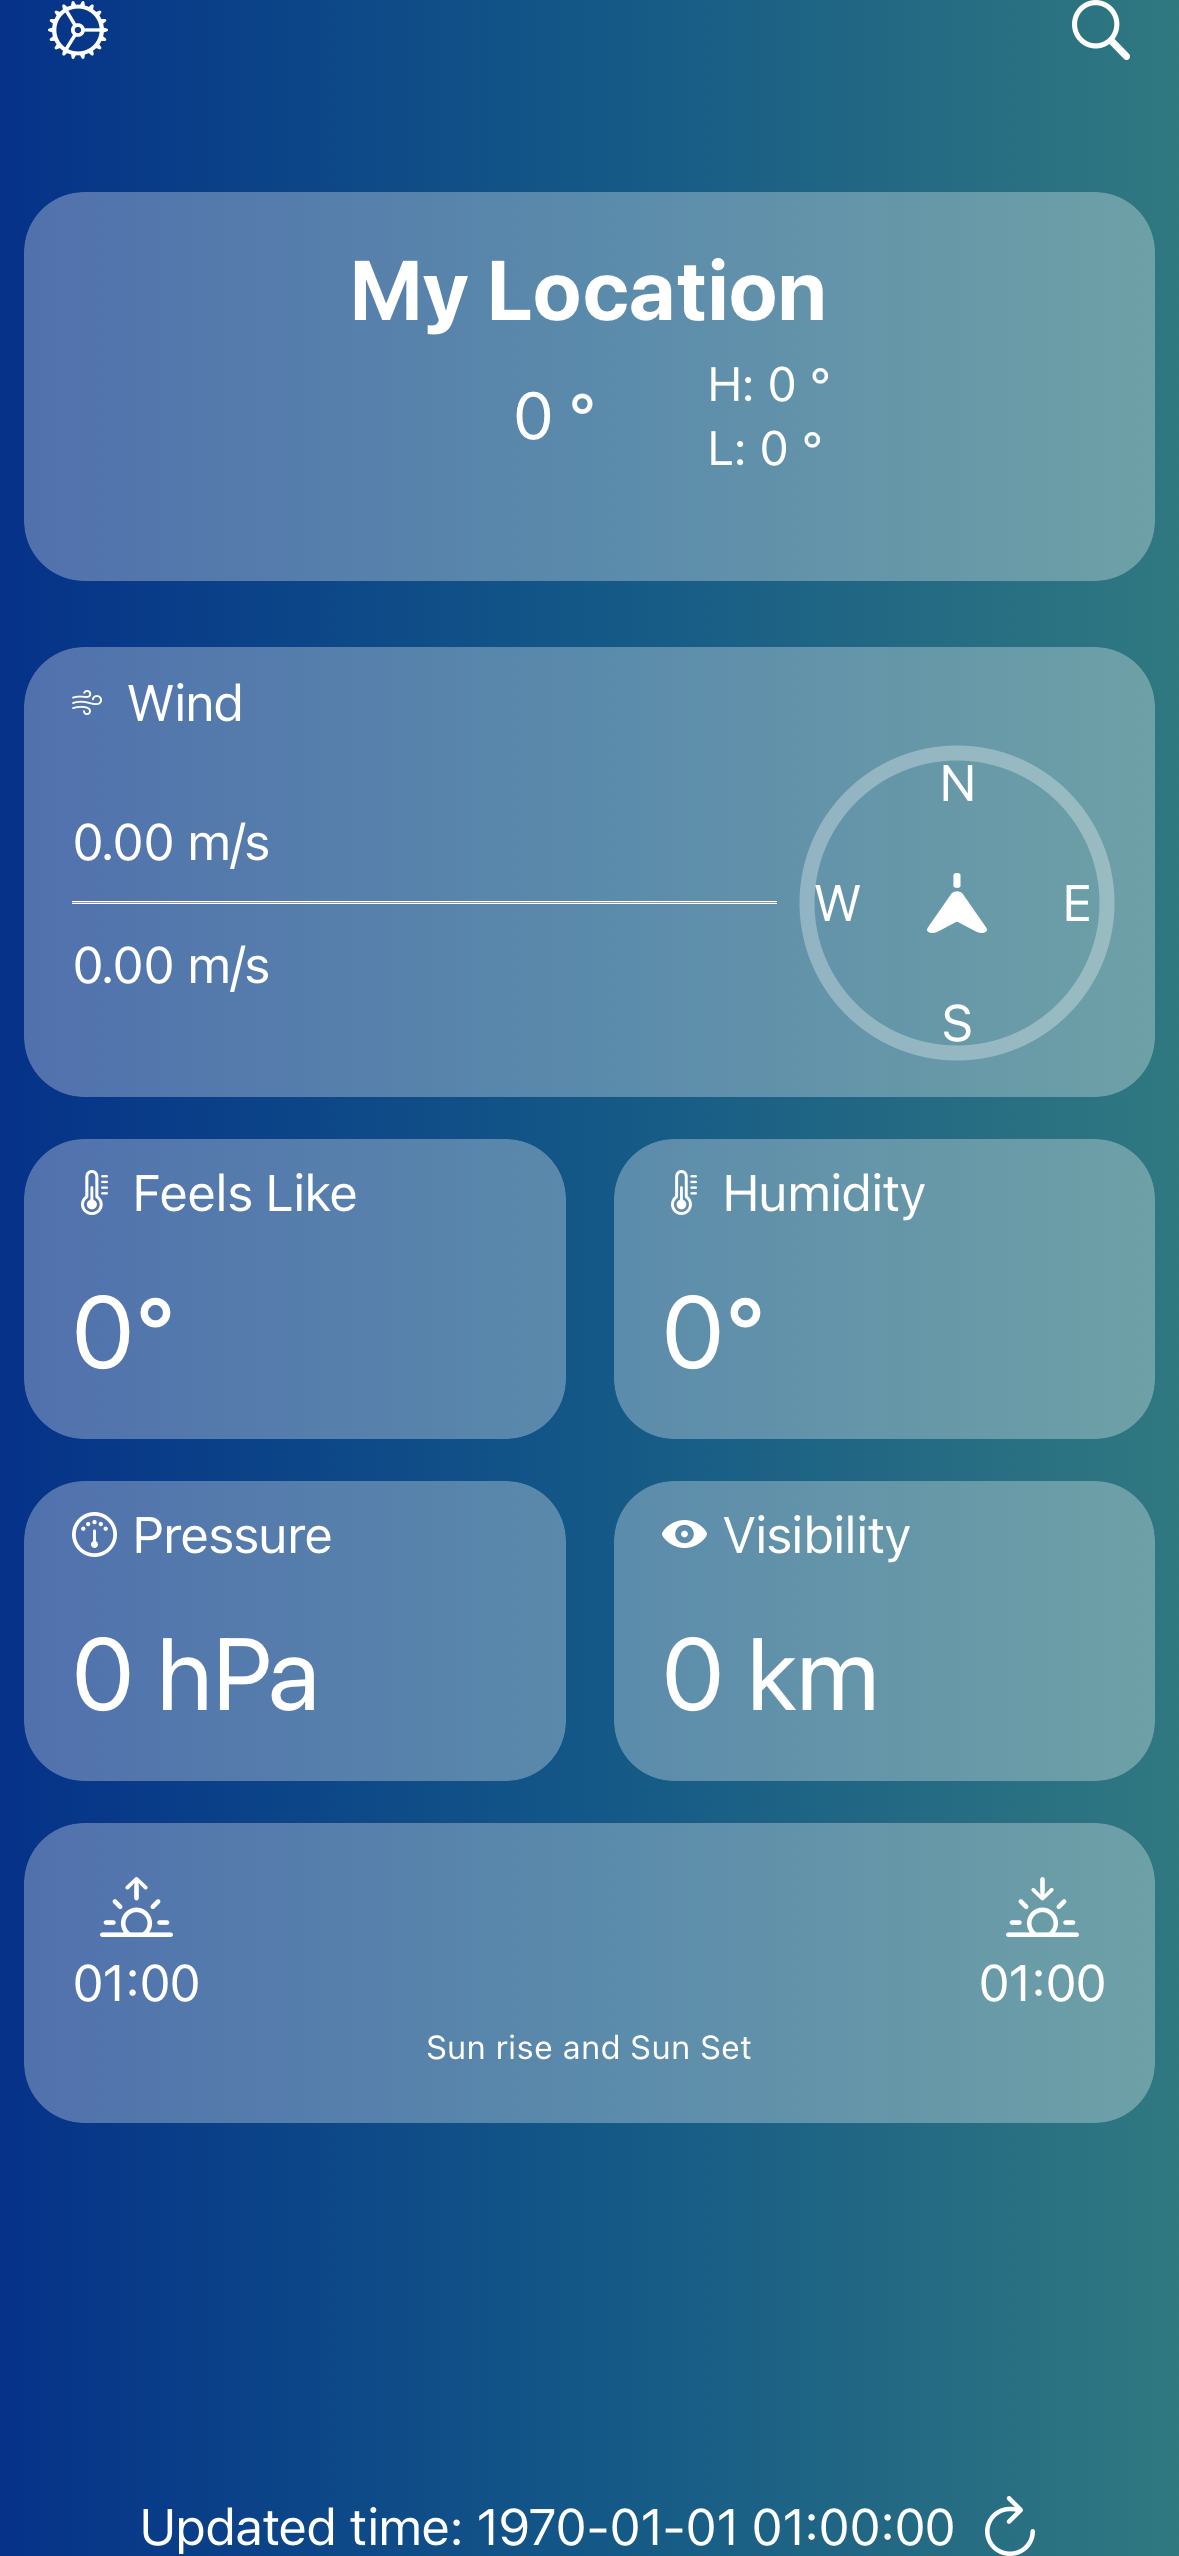 My Location
0 °
H: 0 °
L: 0 °
Wind
0.00 m/s
0.00 m/s
N
W
E
S
Feels Like
Humidity
0°
0°
Pressure
Visibility
0 hPa
0 km
01:00
01:00
Sun rise and Sun Set
Updated time: 1970-01-01 01:00:00